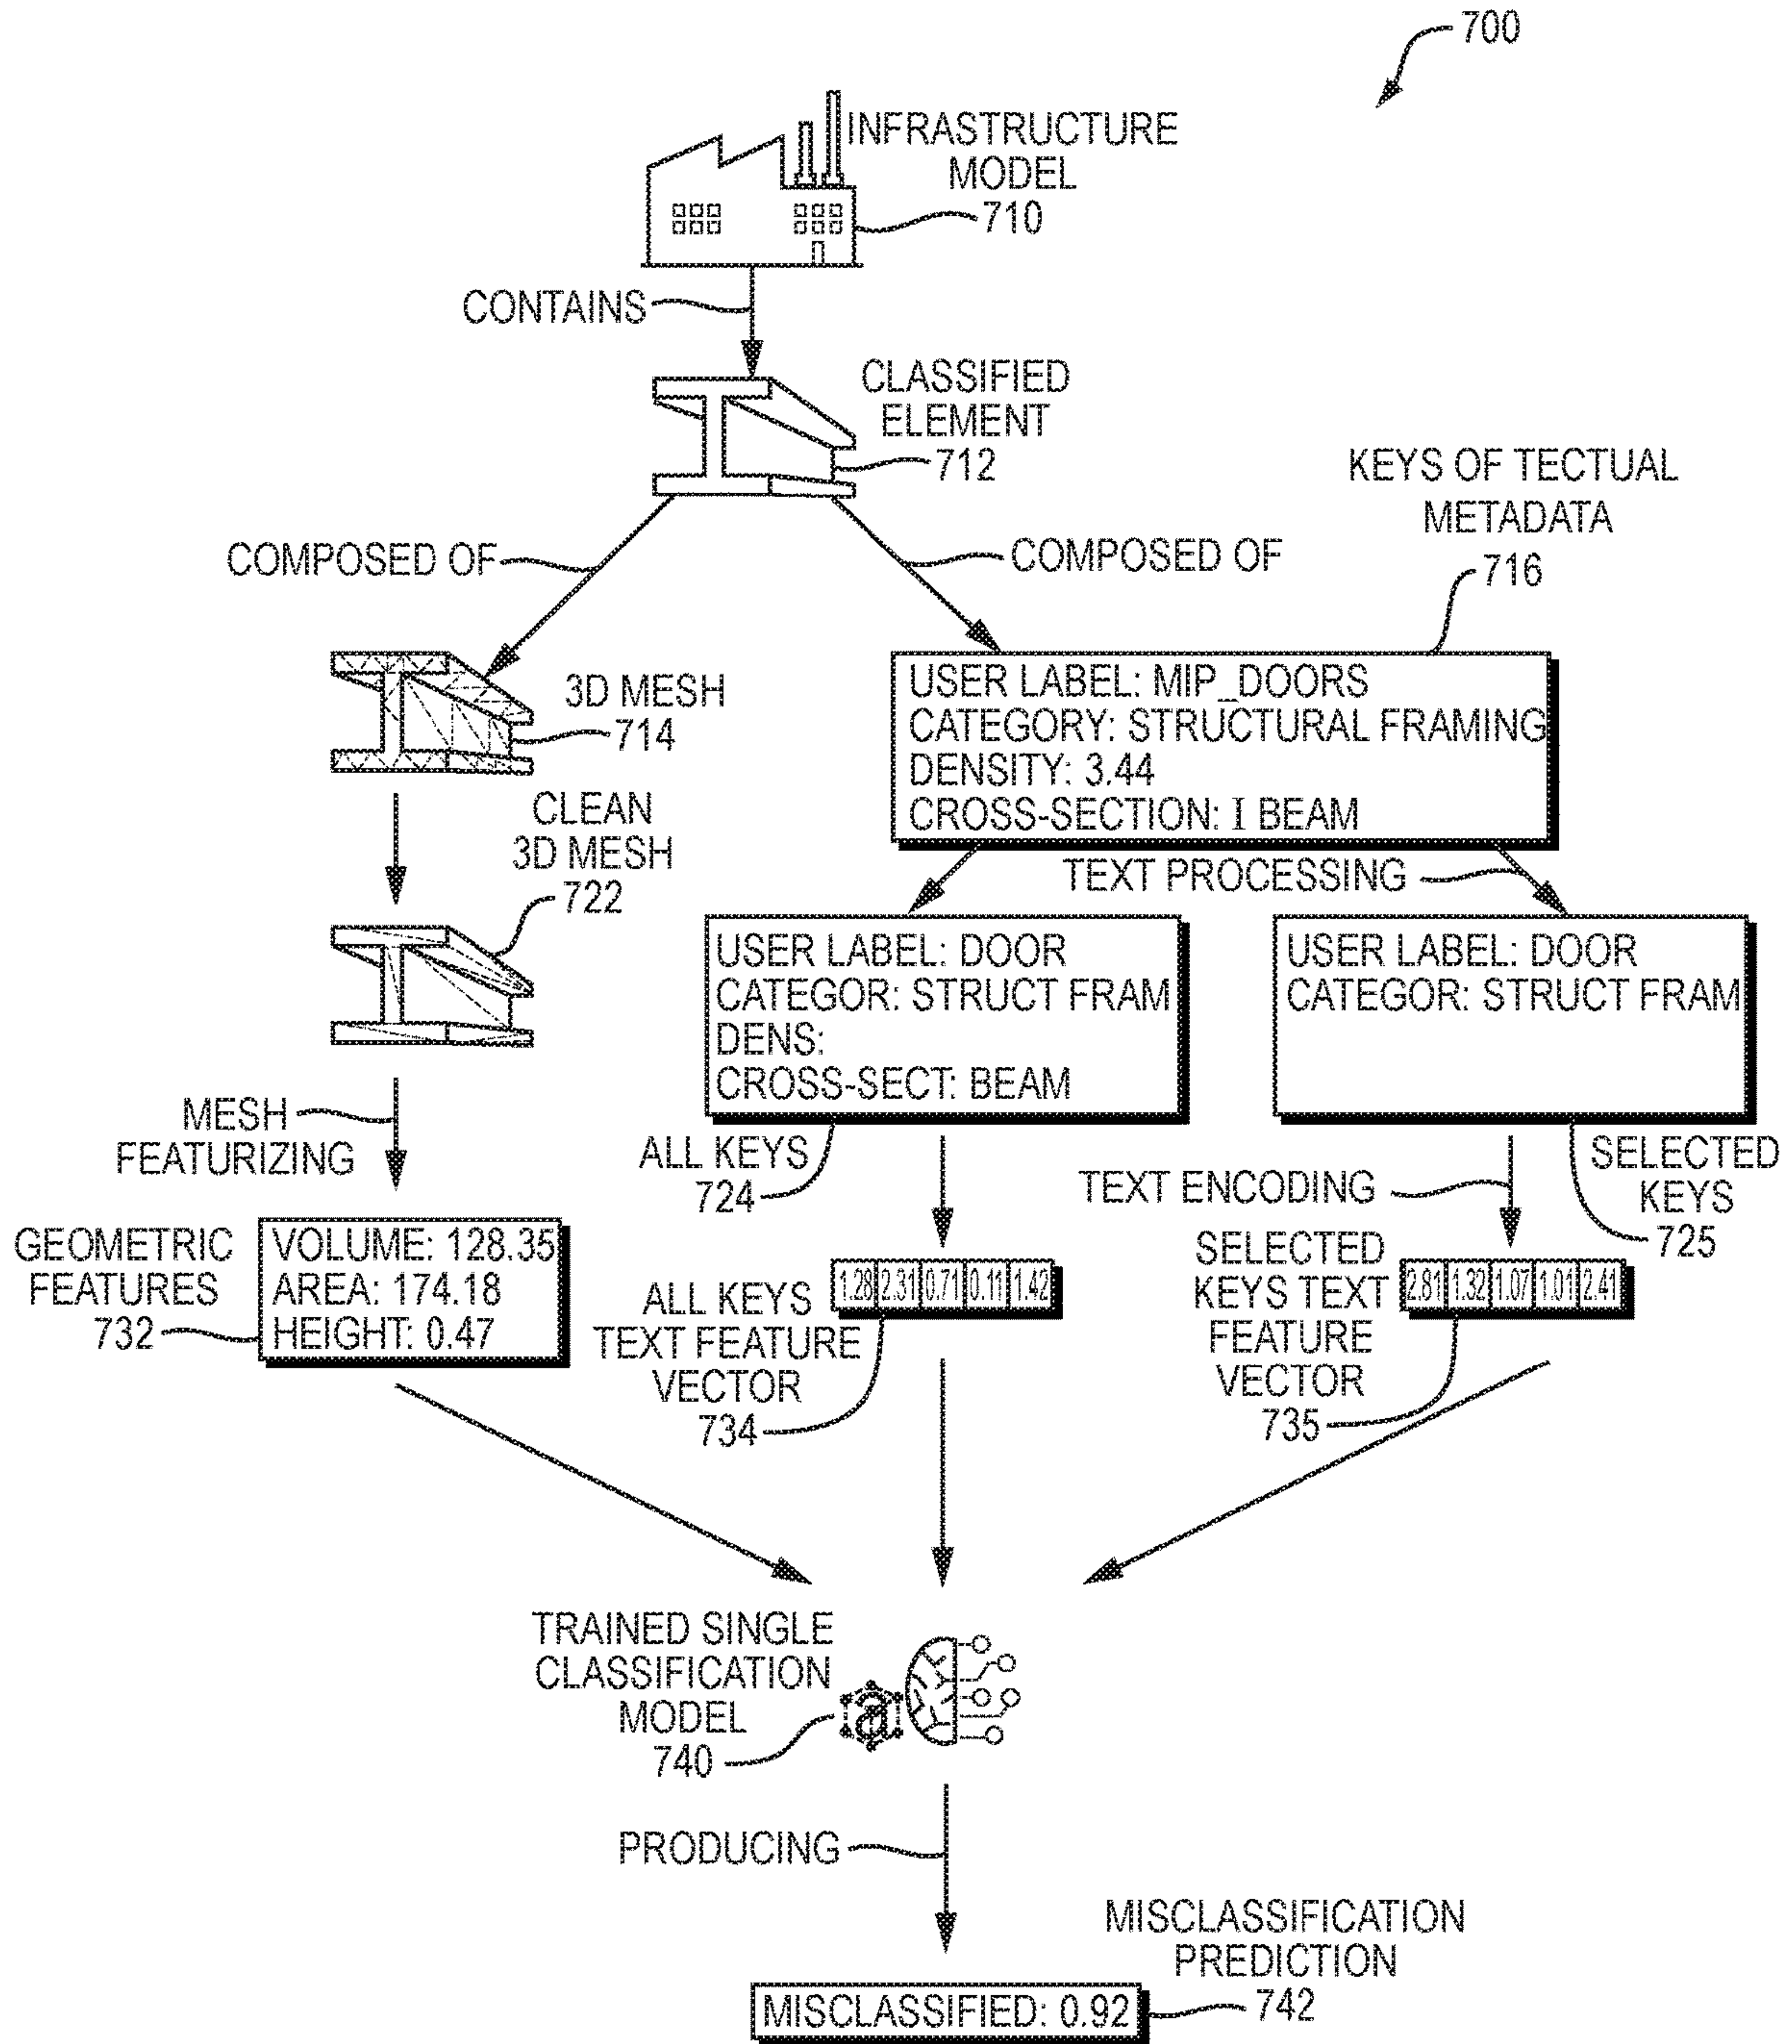 700
INFRASTRUCTURE
MODEL
710
CONTAINS
CLASSIFIED
ELEMENT
712
KEYS OF TECTUAL
METADATA
716
COMPOSED OF
COMPOSED OF
3D MESH
714
USER LABEL: MIP_DOORS
CATEGORY: STRUCTURAL FRAMING
DENSITY: 3.44
CROSS-SECTION: I BEAM
CLEAN
3D MESH
722
TEXT PROCESSING
USER LABEL: DOOR
CATEGOR: STRUCT FRAM
DENS:
CROSS-SECT: BEAM
USER LABEL: DOOR
CATEGOR: STRUCT FRAM
MESH
FEATURIZING
ALL KEYS
724
TEXT ENCODING
SELECTED
KEYS
725
GEOMETRIC
FEATURES
732
VOLUME: 128.35
AREA: 174.18
HEIGHT: 0.47
ALL KEYS
TEXT FEATURE
VECTOR
734
1.28 2.31 0.71 0.11 1.42
SELECTED
KEYS TEXT
FEATURE
VECTOR
735
2.81 1.32 1.07 1.01 2.41
TRAINED SINGLE
CLASSIFICATION
MODEL
740
a
PRODUCING
MISCLASSIFICATION
PREDICTION
742
MISCLASSIFIED: 0.92